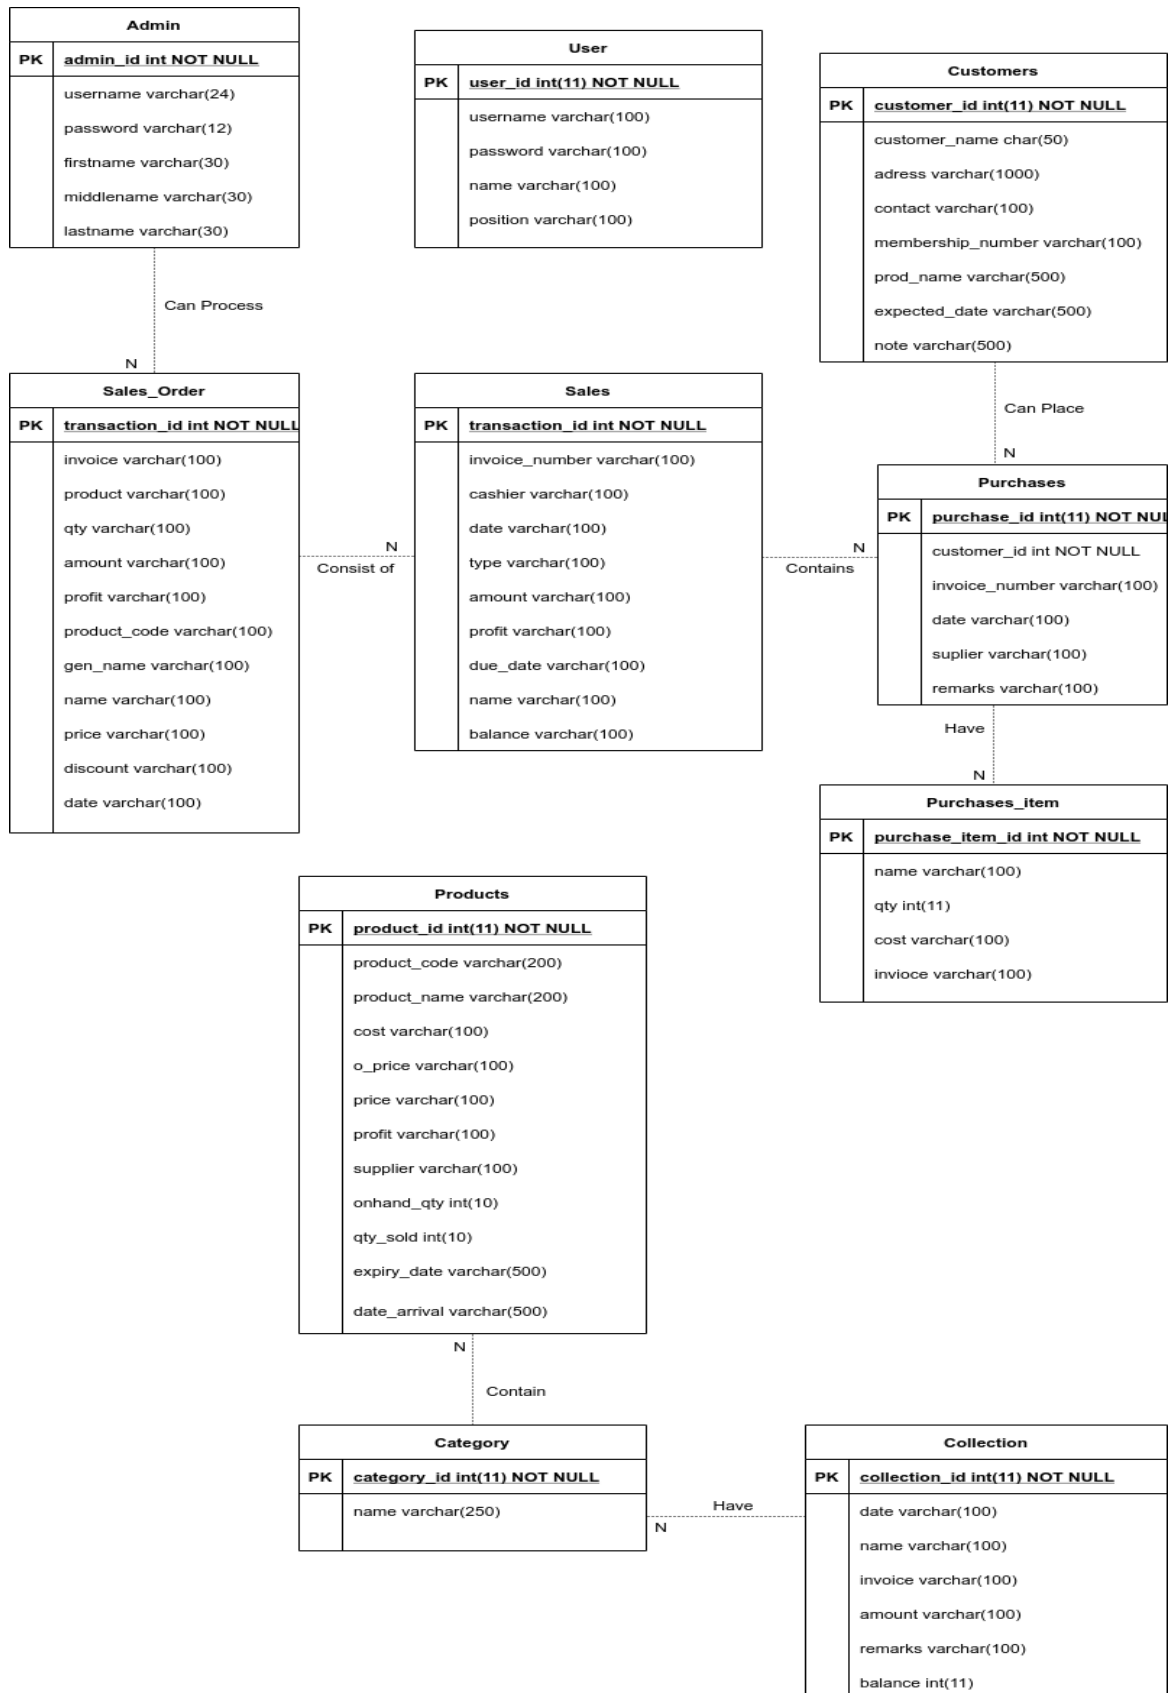 Admin
PK admin_id int NOT NULL
username varchar(24)
password varchar(12)
firstname varchar(30)
middlename varchar(30)
lastname varchar(30)
User
PK user_id int(11) NOT NULL
username varchar(100)
password varchar(100)
name varchar(100)
position varchar(100)
Customers
PK customer_id int(11) NOT NULL
customer_name char(50)
adress varchar(1000)
contact varchar(100)
membership_number varchar(100)
prod_name varchar(500)
expected_date varchar(500)
note varchar(500)
Can Process
N
Can Place
N
Sales_Order
PK transaction_id int NOT NULL
invoice varchar(100)
product varchar(100)
qty varchar(100)
amount varchar(100)
profit varchar(100)
product_code varchar(100)
gen_name varchar(100)
name varchar(100)
price varchar(100)
discount varchar(100)
date varchar(100)
N
Consist of
Sales
PK transaction_id int NOT NULL
invoice_number varchar(100)
cashier varchar(100)
date varchar(100)
type varchar(100)
amount varchar(100)
profit varchar(100)
due_date varchar(100)
name varchar(100)
balance varchar(100)
N
Contains
Purchases
PK purchase_id int(11) NOT NUL
customer_id int NOT NULL
invoice_number varchar(100)
date varchar(100)
suplier varchar(100)
remarks varchar(100)
Have
N
Purchases_item
PK purchase_item_id int NOT NULL
name varchar(100)
qty int(11)
cost varchar(100)
invioce varchar(100)
Products
PK product_id int(11) NOT NULL
product_code varchar(200)
product_name varchar(200)
cost varchar(100)
o_price varchar(100)
price varchar(100)
profit varchar(100)
supplier varchar(100)
onhand_qty int(10)
qty_sold int(10)
expiry_date varchar(500)
date_arrival varchar(500)
N
Contain
Category
PK category_id int(11) NOT NULL
name varchar(250)
Have
N
Collection
PK collection_id int(11) NOT NULL
date varchar(100)
name varchar(100)
invoice varchar(100)
amount varchar(100)
remarks varchar(100)
balance int(11)